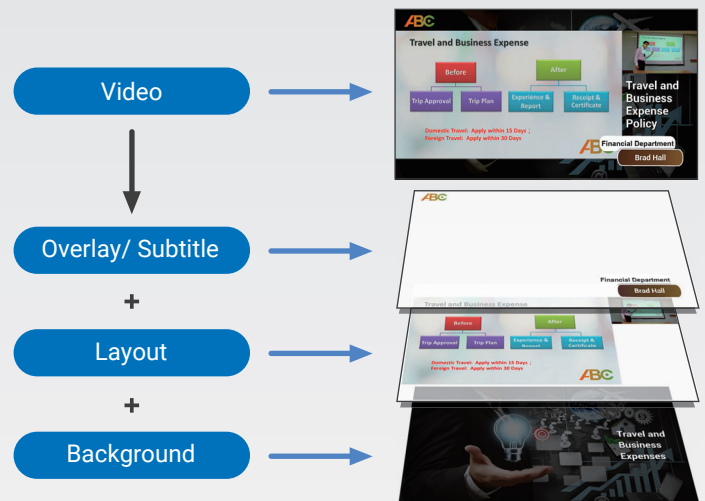 Video
ABC
Travel and Business Expense
Before
After
Trip Approval
Trip Plan
Experience &
Report
Receipt &
Certificate
Domestic Travel: Apply within 15 Days ;
Foreign Travel: Apply within 30 Days
ABC
Travel and
Business
Expense
Policy
Financial Department
Brad Hall
Overlay/ Subtitle
ABC
Financial Department
Brad Hall
+
Layout
Travel and Business Expense
Before
After
Trip Approval
Trip Plan
Experience &
Report
Receipt &
Certificate
Domestic Travel: Apply within 15 Days ;
Foreign Travel: Apply within 30 Days
ABC
+
Background
Travel and
Business
Expenses